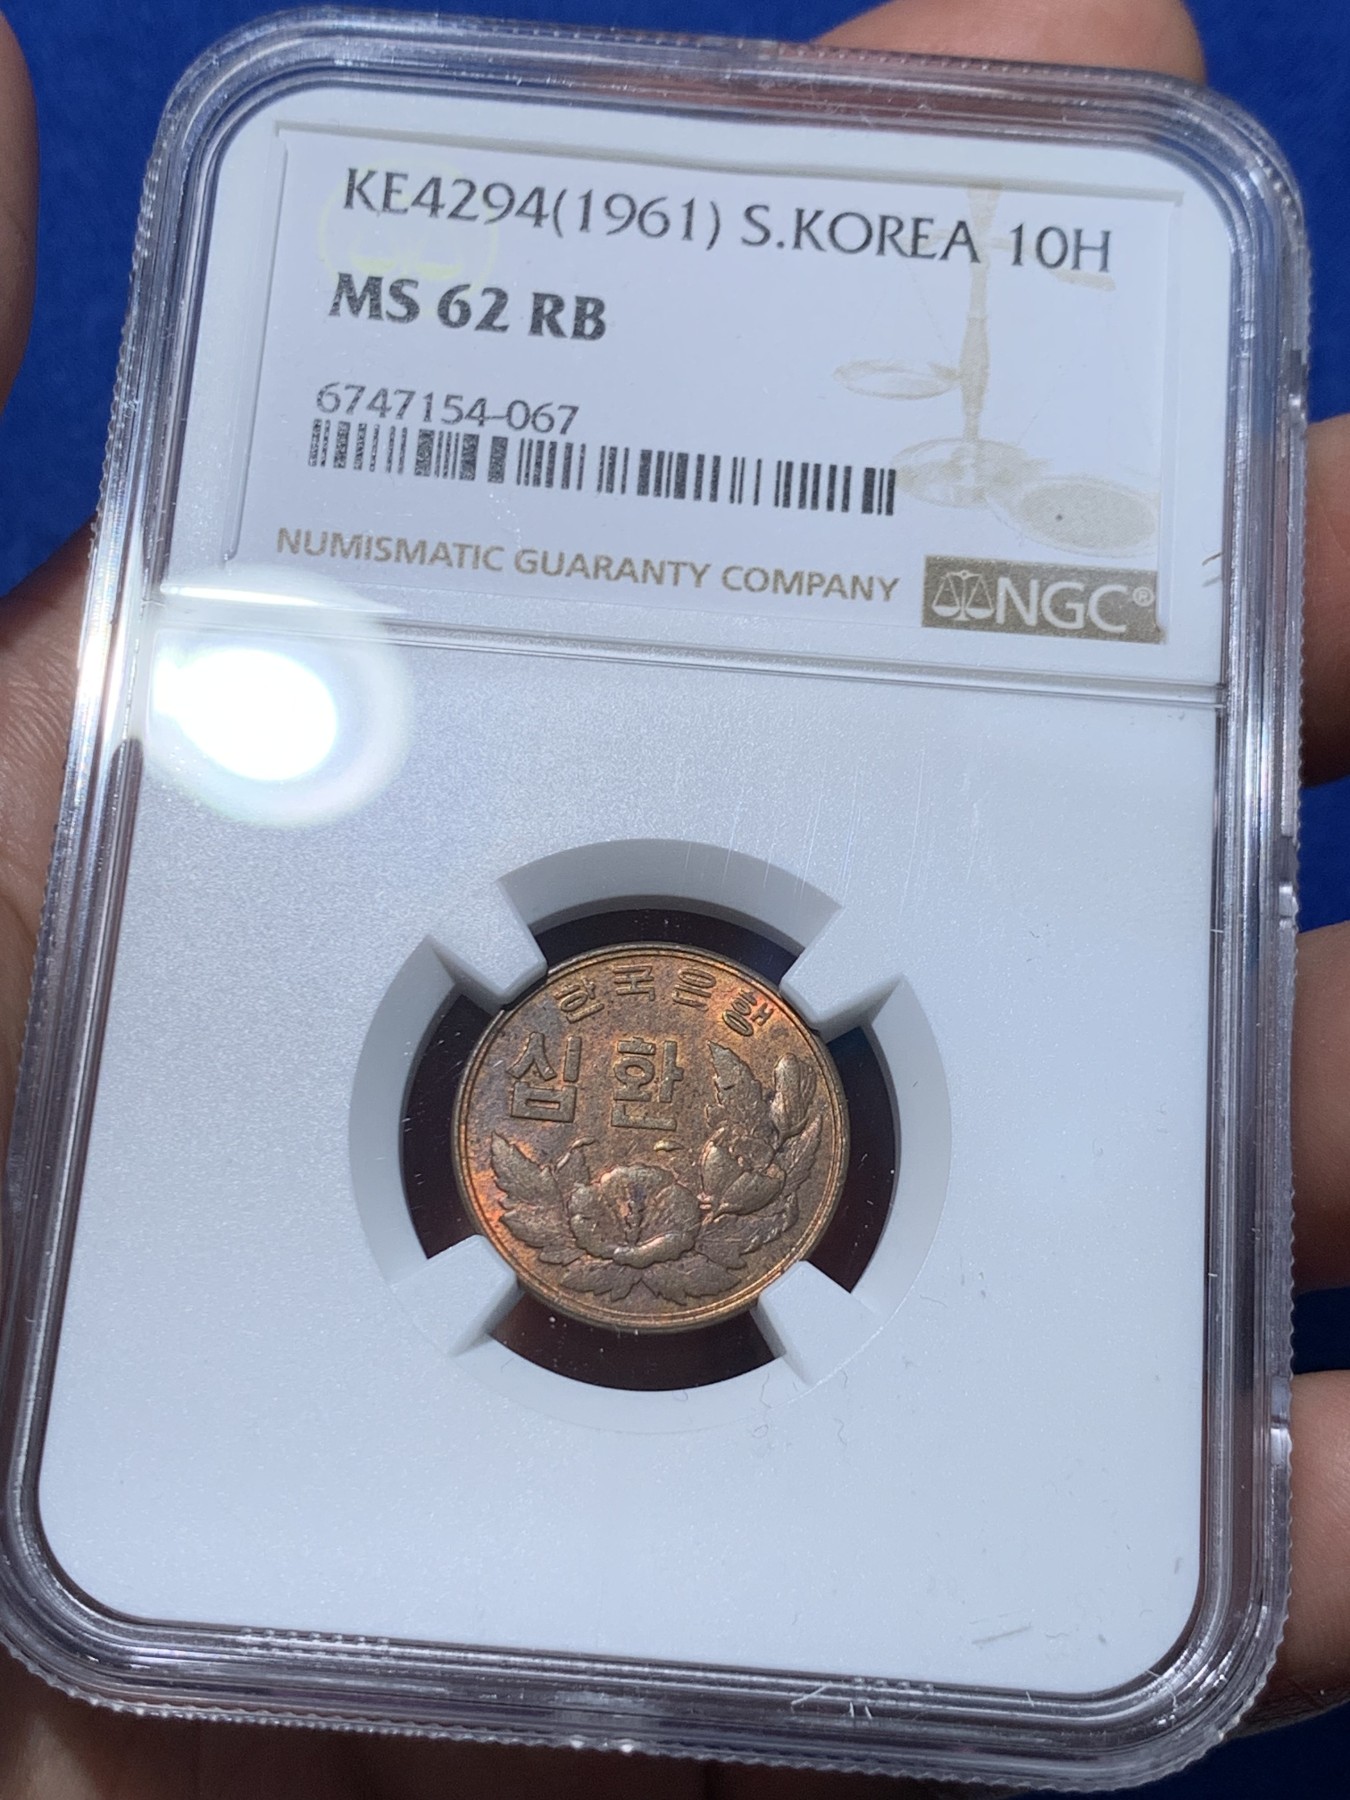 KE4294(1961) S.KOREA 10H
MS 62 RB
6747154-067
NUMISMATIC GUARANTY COMPANY
NGC®
한국은행
십환